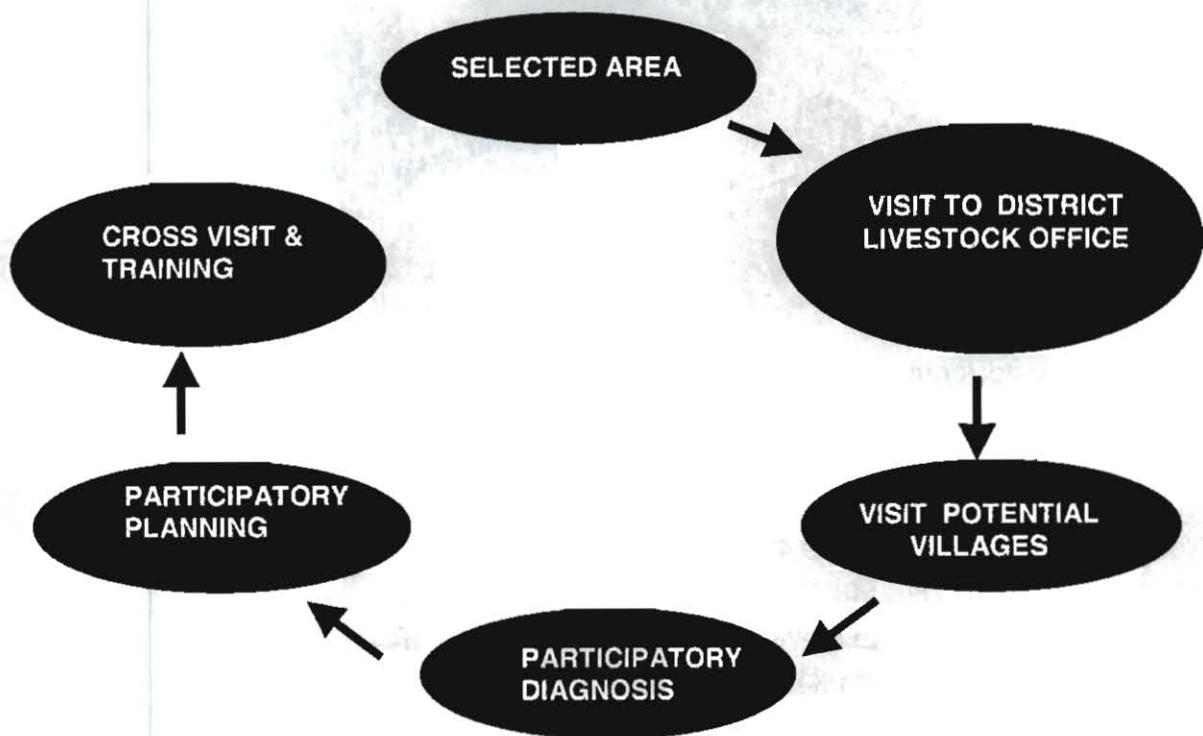 SELECTED AREA
VISIT TO DISTRICT
LIVESTOCK OFFICE
VISIT POTENTIAL
VILLAGES
PARTICIPATORY
DIAGNOSIS
PARTICIPATORY
PLANNING
CROSS VISIT &
TRAINING